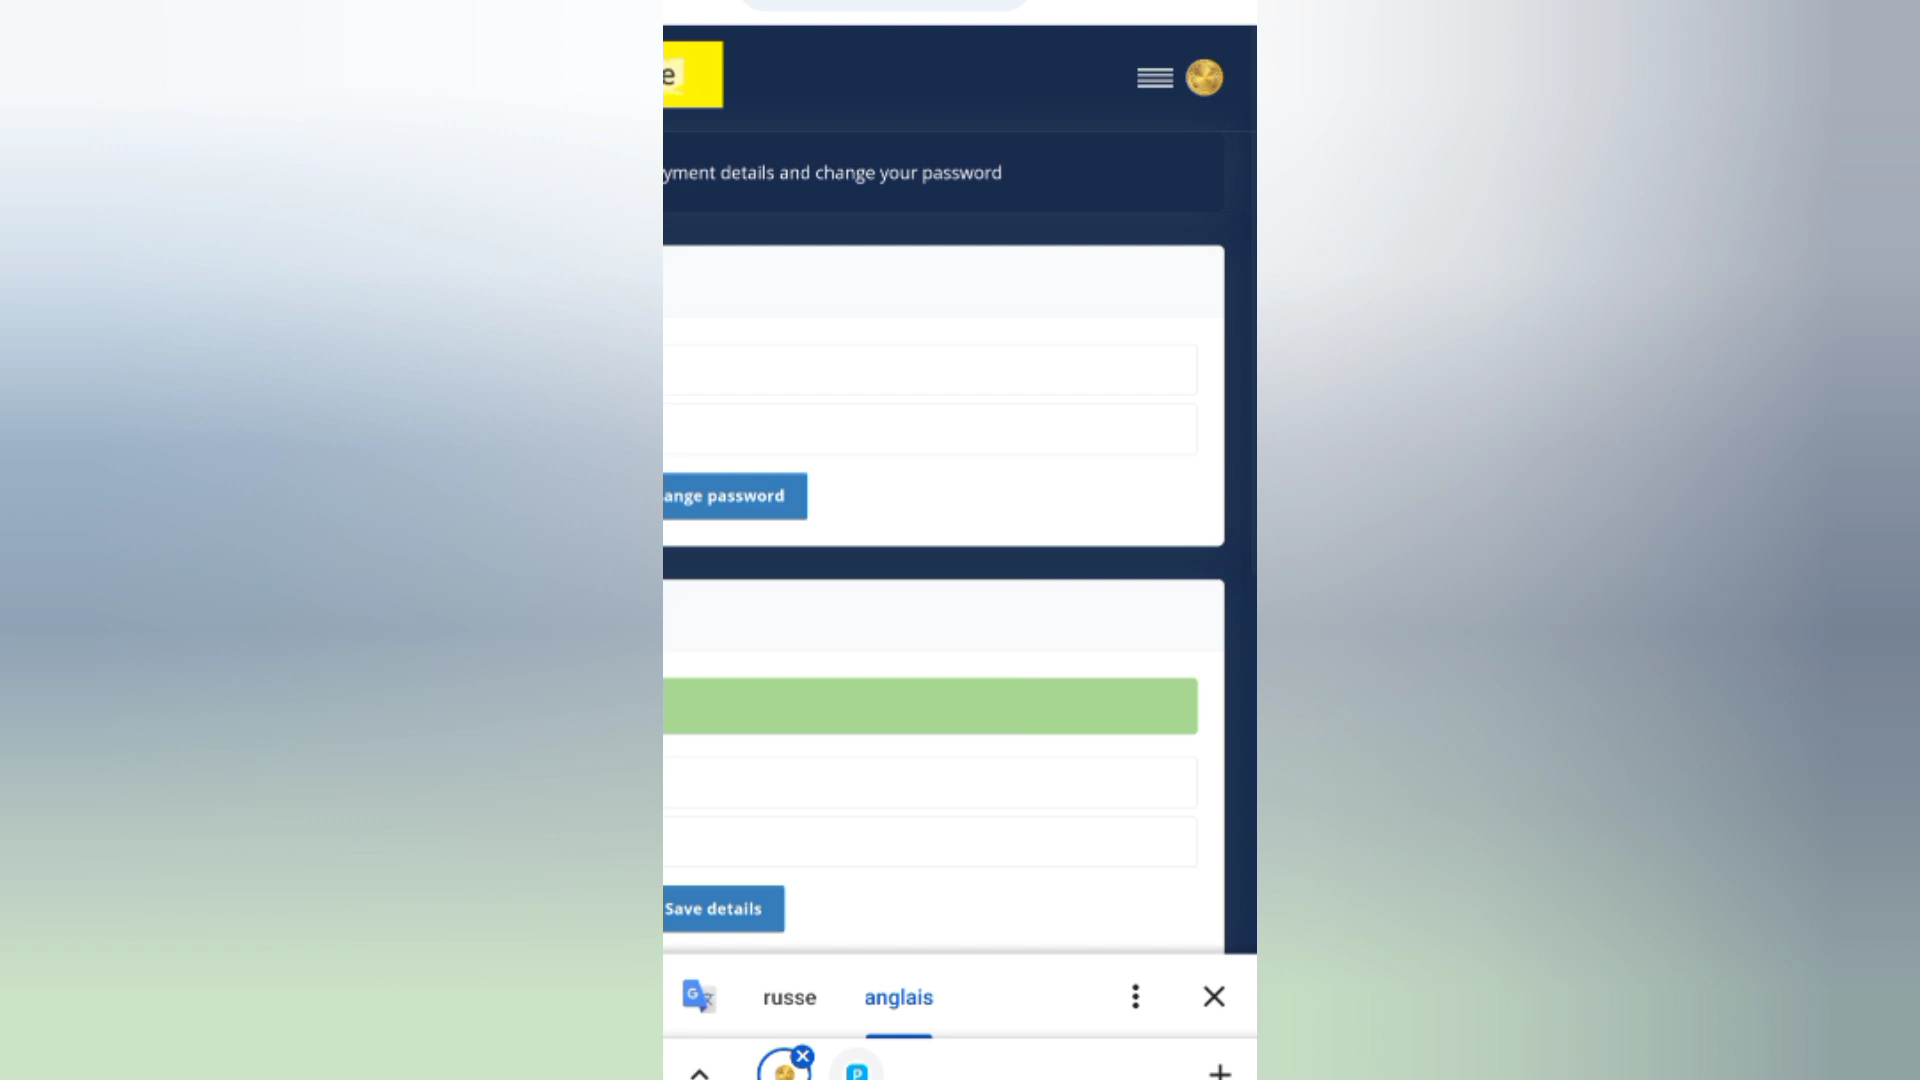 e
yment details and change your password
ange password
Save details
russe
anglais